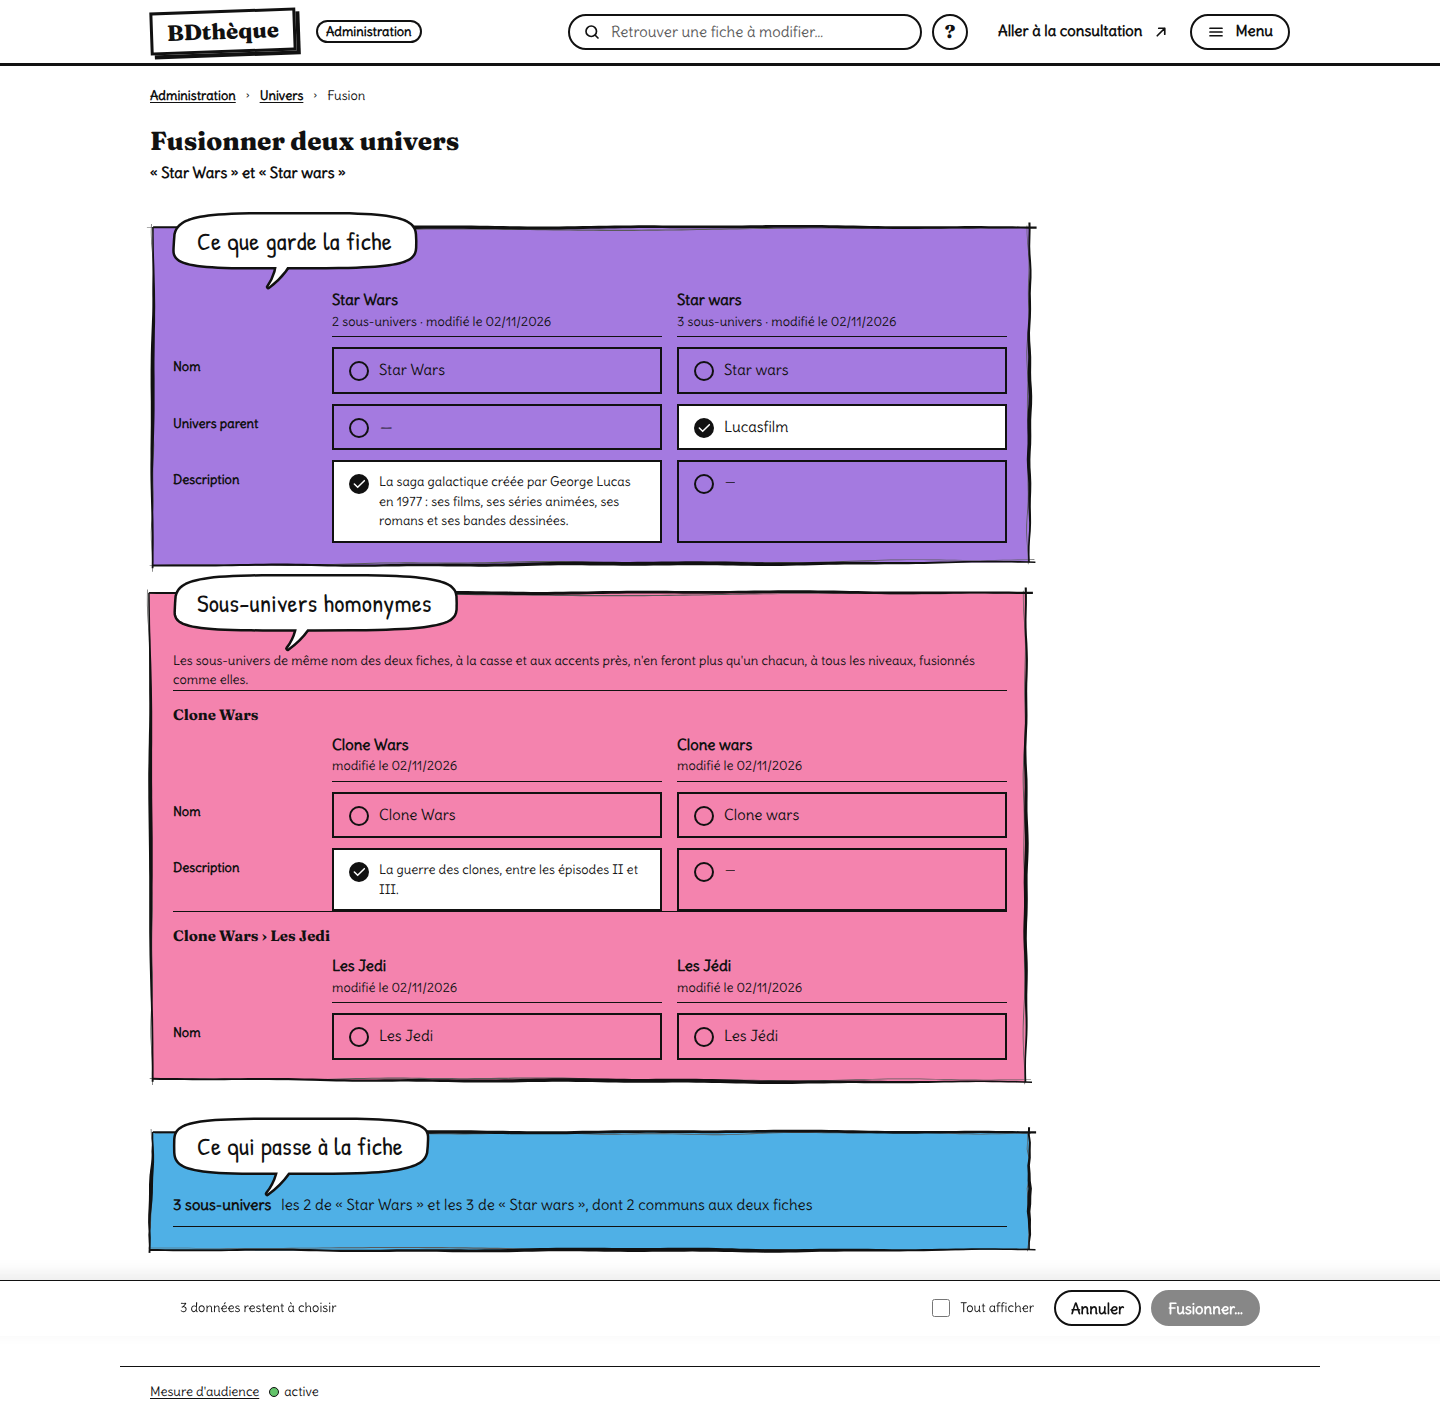 BDthèque
Administration
Retrouver une fiche à modifier...
?
Aller à la consultation
Menu
Administration › Univers › Fusion
Fusionner deux univers
« Star Wars » et « Star wars »
Ce que garde la fiche
Star Wars
2 sous-univers · modifié le 02/11/2026
Star wars
3 sous-univers · modifié le 02/11/2026
Nom
Star Wars
Star wars
Univers parent
—
Lucasfilm
Description
La saga galactique créée par George Lucas
en 1977 : ses films, ses séries animées, ses
romans et ses bandes dessinées.
—
Sous-univers homonymes
Les sous-univers de même nom des deux fiches, à la casse et aux accents près, n'en feront plus qu'un chacun, à tous les niveaux, fusionnés
comme elles.
Clone Wars
Clone Wars
modifié le 02/11/2026
Clone wars
modifié le 02/11/2026
Nom
Clone Wars
Clone wars
Description
La guerre des clones, entre les épisodes II et
III.
—
Clone Wars › Les Jedi
Les Jedi
modifié le 02/11/2026
Les Jédi
modifié le 02/11/2026
Nom
Les Jedi
Les Jédi
Ce qui passe à la fiche
3 sous-univers les 2 de « Star Wars » et les 3 de « Star wars », dont 2 communs aux deux fiches
3 données restent à choisir
Tout afficher
Annuler
Fusionner...
Mesure d'audience
active